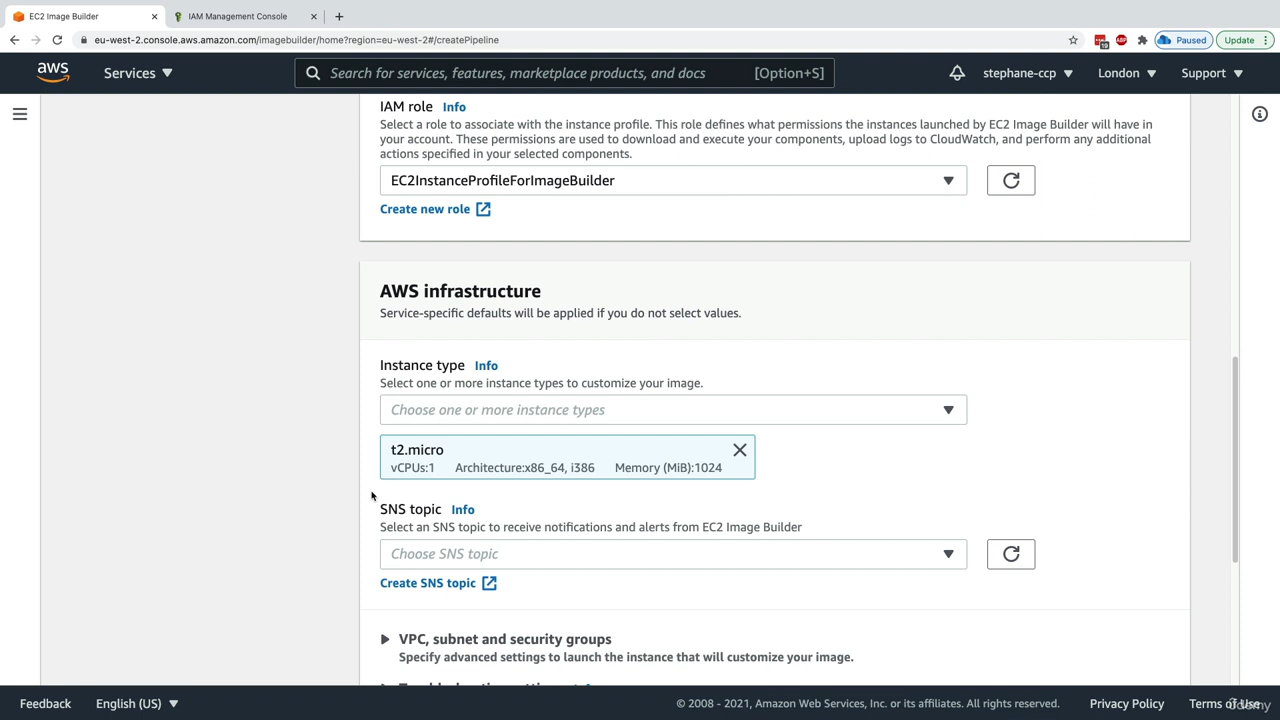 EC2 Image Builder
IAM Management Console
eu-west-2.console.aws.amazon.com/imagebuilder/home?region=eu-west-2#/createPipeline
19
ABP
Paused
Update
aws
Services
Search for services, features, marketplace products, and docs
[Option+S]
stephane-ccp
London
Support
IAM role Info
Select a role to associate with the instance profile. This role defines what permissions the instances launched by EC2 Image Builder will have in
your account. These permissions are used to download and execute your components, upload logs to CloudWatch, and perform any additional
actions specified in your selected components.
EC2InstanceProfileForImageBuilder
Create new role
AWS infrastructure
Service-specific defaults will be applied if you do not select values.
Instance type Info
Select one or more instance types to customize your image.
Choose one or more instance types
t2.micro
vCPUs:1 Architecture:x86_64, i386 Memory (MiB):1024
SNS topic Info
Select an SNS topic to receive notifications and alerts from EC2 Image Builder
Choose SNS topic
Create SNS topic
VPC, subnet and security groups
Specify advanced settings to launch the instance that will customize your image.
Feedback
English (US)
© 2008 - 2021, Amazon Web Services, Inc. or its affiliates. All rights reserved.
Privacy Policy
Terms of Use
ûdemy